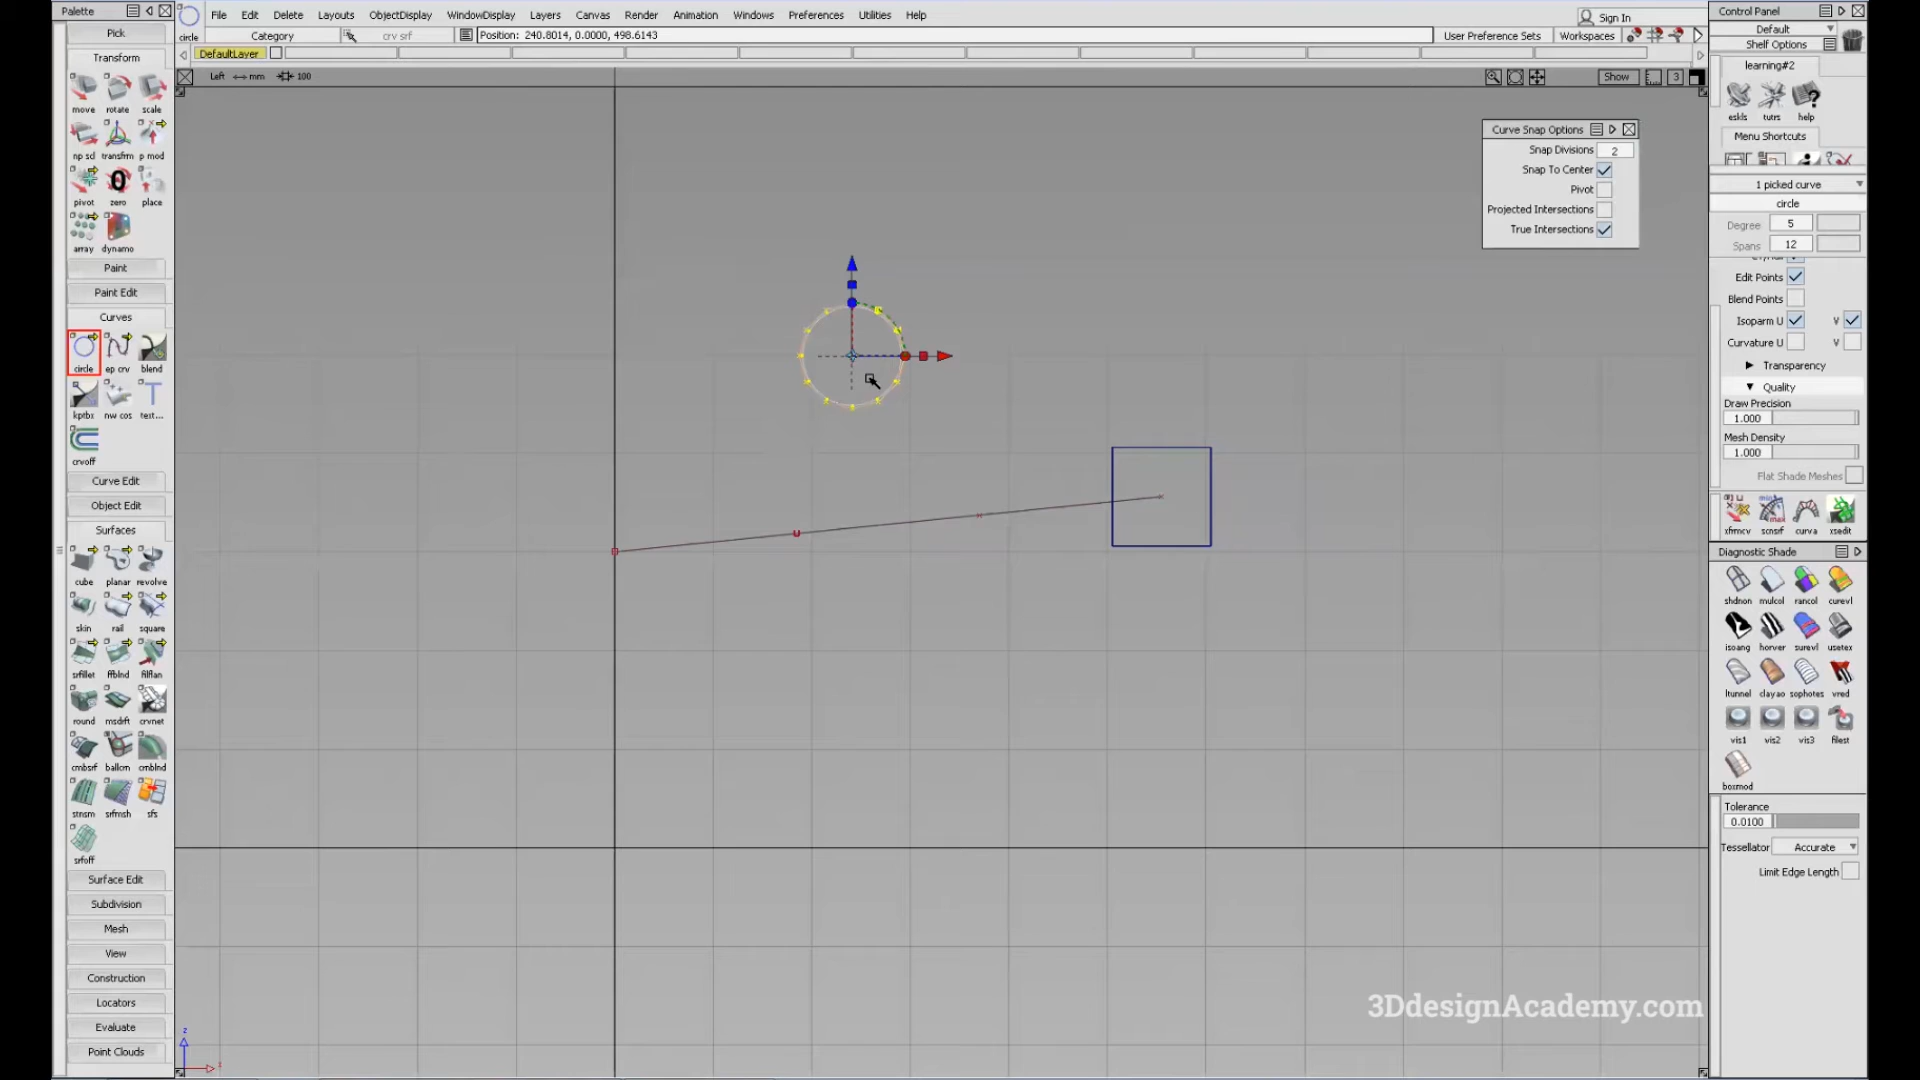 Palette
File Edit Delete Layouts ObjectDisplay WindowDisplay Layers Canvas Render Animation Windows Preferences Utilities Help
Sign In
circle Category crv srf Position: 240.8014, 0.0000, 498.6143 User Preference Sets Workspaces
DefaultLayer
Left mm 100 Show 3
Pick
Transform
move rotate scale
np scl transfrm p mod
pivot zero place
array dynamo
Paint
Paint Edit
Curves
circle ep crv blend
kptbx nw cos text...
crvoff
Curve Edit
Object Edit
Surfaces
cube planar revolve
skin rail square
srfillet ffblnd filflan
round msdrft crvnet
cmbsrf ballcrn cmblnd
stnsrn srfmsh sfs
srfoff
Surface Edit
Subdivision
Mesh
View
Construction
Locators
Evaluate
Point Clouds
Curve Snap Options
Snap Divisions 2
Snap To Center
Pivot
Projected Intersections
True Intersections
z
3DdesignAcademy.com
Control Panel
Default
Shelf Options
learning#2
eskls tutrs help
Menu Shortcuts
1 picked curve
circle
Degree 5
Spans 12
Edit Points
Blend Points
Isoparm U V
Curvature U V
Transparency
Quality
Draw Precision
1.000
Mesh Density
1.000
Flat Shade Meshes
xfrmcv scnsrf curva xsedit
Diagnostic Shade
shdnon mulcol rancol curevl
isoang horver surevl usetex
ltunnel clayao sophotes vred
vis1 vis2 vis3 filest
boxmod
Tolerance
0.0100
Tessellator Accurate
Limit Edge Length